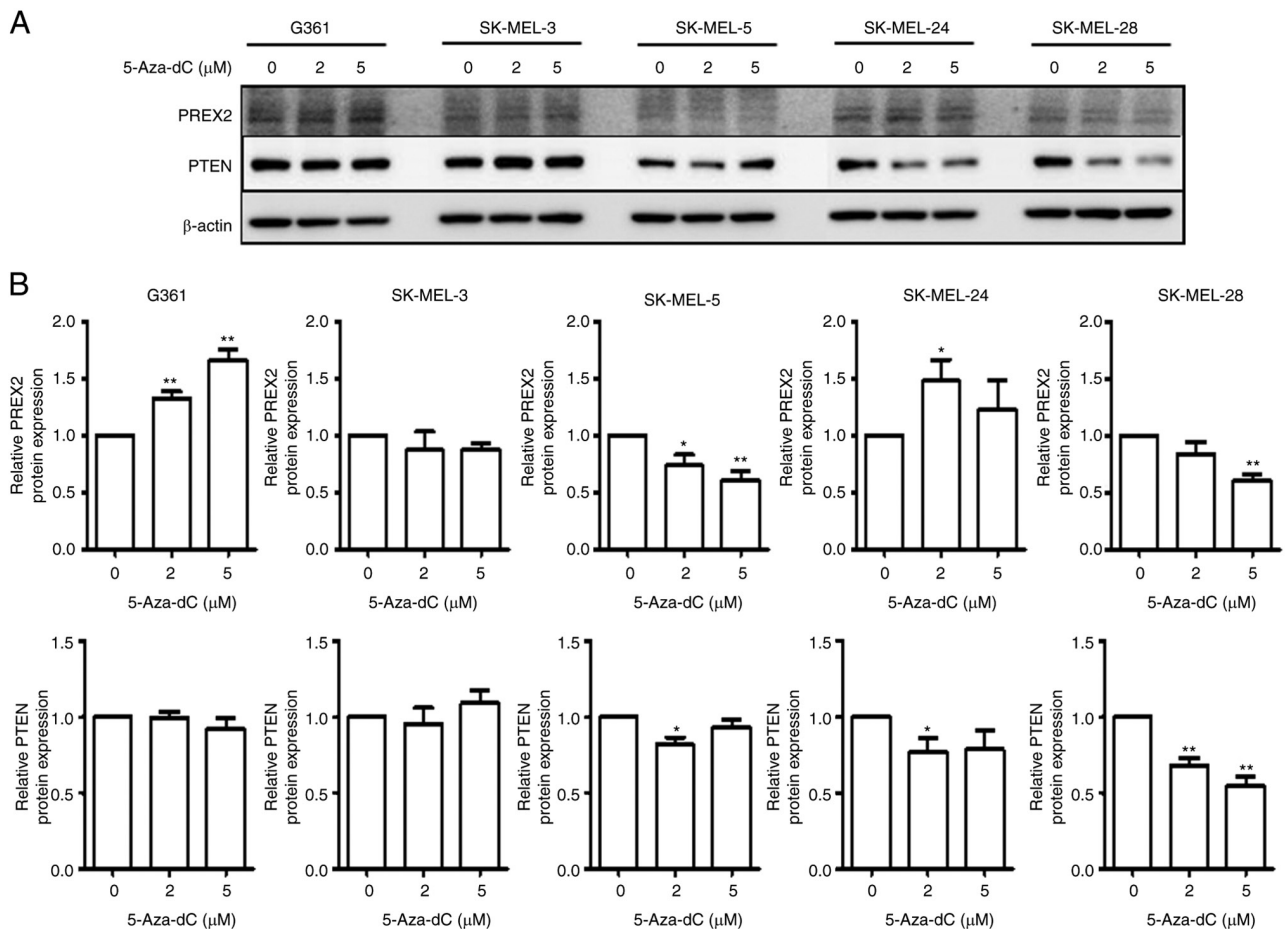 A
G361 SK-MEL-3 SK-MEL-5 SK-MEL-24 SK-MEL-28
5-Aza-dC (μM) 0 2 5 0 2 5 0 2 5 0 2 5 0 2 5
PREX2
PTEN
β-actin
B
G361 SK-MEL-3 SK-MEL-5 SK-MEL-24 SK-MEL-28
Relative PREX2
protein expression
2.0
1.5
1.0
0.5
0.0
** **
0 2 5
5-Aza-dC (μM)
Relative PREX2
protein expression
2.0
1.5
1.0
0.5
0.0
0 2 5
5-Aza-dC (μM)
Relative PREX2
protein expression
2.0
1.5
1.0
0.5
0.0
* **
0 2 5
5-Aza-dC (μM)
Relative PREX2
protein expression
2.0
1.5
1.0
0.5
0.0
*
0 2 5
5-Aza-dC (μM)
Relative PREX2
protein expression
2.0
1.5
1.0
0.5
0.0
**
0 2 5
5-Aza-dC (μM)
Relative PTEN
protein expression
1.5
1.0
0.5
0.0
0 2 5
5-Aza-dC (μM)
Relative PTEN
protein expression
1.5
1.0
0.5
0.0
0 2 5
5-Aza-dC (μM)
Relative PTEN
protein expression
1.5
1.0
0.5
0.0
*
0 2 5
5-Aza-dC (μM)
Relative PTEN
protein expression
1.5
1.0
0.5
0.0
*
0 2 5
5-Aza-dC (μM)
Relative PTEN
protein expression
1.5
1.0
0.5
0.0
** **
0 2 5
5-Aza-dC (μM)